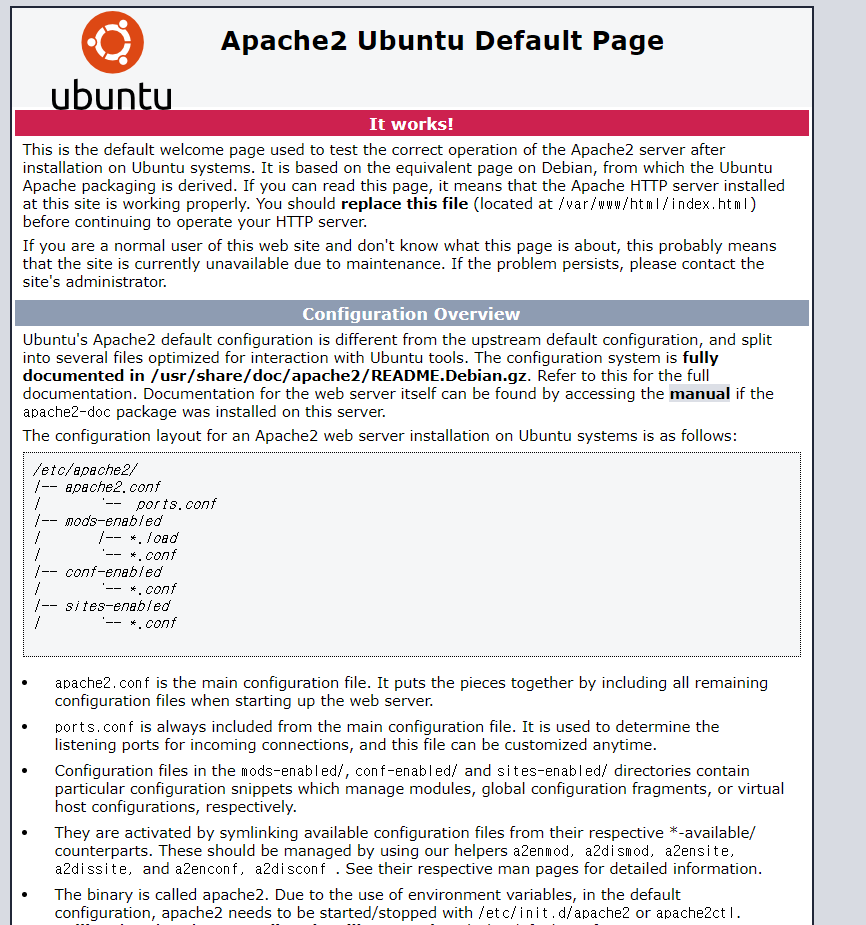 Apache2 Ubuntu Default Page
ubuntu
It works!
This is the default welcome page used to test the correct operation of the Apache2 server after
installation on Ubuntu systems. It is based on the equivalent page on Debian, from which the Ubuntu
Apache packaging is derived. If you can read this page, it means that the Apache HTTP server installed
at this site is working properly. You should replace this file (located at /var/www/html/index.html)
before continuing to operate your HTTP server.
If you are a normal user of this web site and don't know what this page is about, this probably means
that the site is currently unavailable due to maintenance. If the problem persists, please contact the
site's administrator.
Configuration Overview
Ubuntu's Apache2 default configuration is different from the upstream default configuration, and split
into several files optimized for interaction with Ubuntu tools. The configuration system is fully
documented in /usr/share/doc/apache2/README.Debian.gz. Refer to this for the full
documentation. Documentation for the web server itself can be found by accessing the manual if the
apache2-doc package was installed on this server.
The configuration layout for an Apache2 web server installation on Ubuntu systems is as follows:
/etc/apache2/
|-- apache2.conf
|       `--  ports.conf
|-- mods-enabled
|       |-- *.load
|       `-- *.conf
|-- conf-enabled
|       `-- *.conf
|-- sites-enabled
|       `-- *.conf
• apache2.conf is the main configuration file. It puts the pieces together by including all remaining
configuration files when starting up the web server.
• ports.conf is always included from the main configuration file. It is used to determine the
listening ports for incoming connections, and this file can be customized anytime.
• Configuration files in the mods-enabled/, conf-enabled/ and sites-enabled/ directories contain
particular configuration snippets which manage modules, global configuration fragments, or virtual
host configurations, respectively.
• They are activated by symlinking available configuration files from their respective *-available/
counterparts. These should be managed by using our helpers a2enmod, a2dismod, a2ensite,
a2dissite, and a2enconf, a2disconf . See their respective man pages for detailed information.
• The binary is called apache2. Due to the use of environment variables, in the default
configuration, apache2 needs to be started/stopped with /etc/init.d/apache2 or apache2ctl.